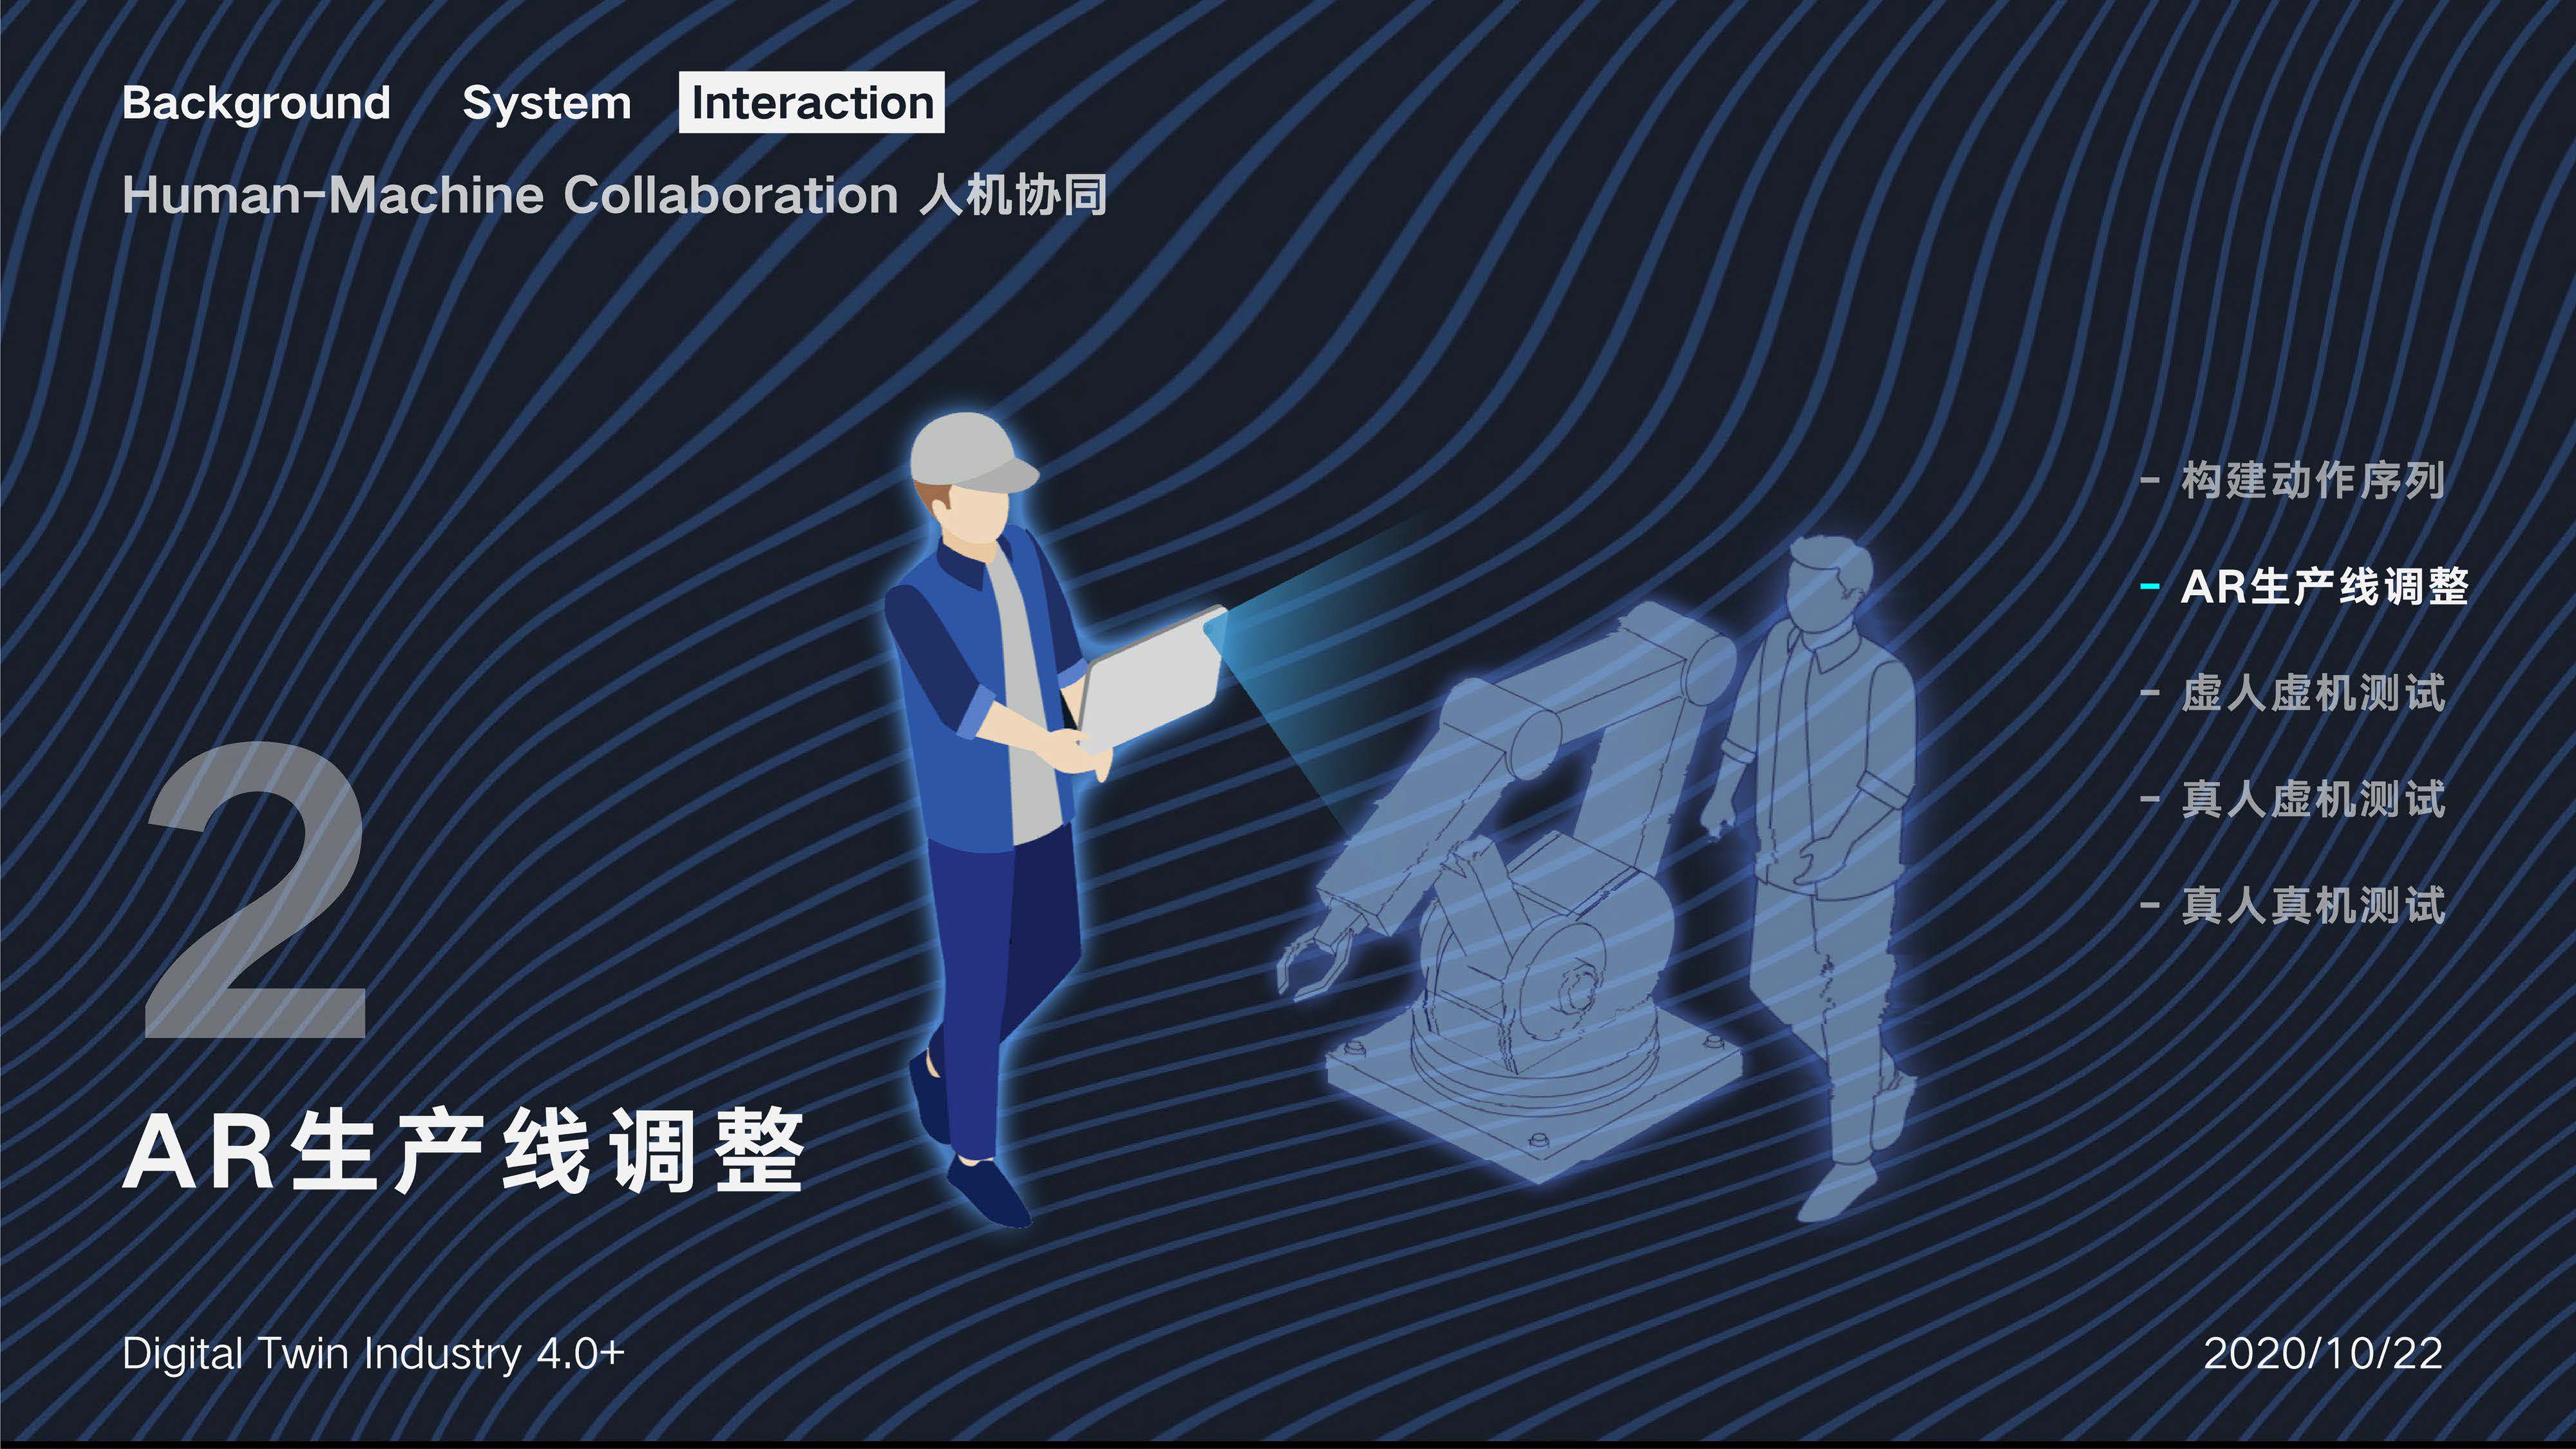 Background System Interaction
Human-Machine Collaboration 人机协同
- 构建动作序列
- AR生产线调整
- 虚人虚机测试
- 真人虚机测试
- 真人真机测试
2
AR生产线调整
Digital Twin Industry 4.0+
2020/10/22